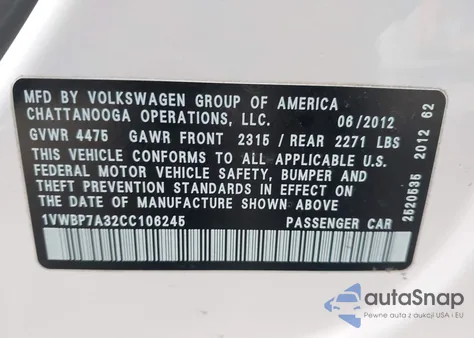 MFD BY VOLKSWAGEN GROUP OF AMERICA
CHATTANOOGA OPERATIONS, LLC. 06/2012
GVWR 4475 GAWR FRONT 2315 / REAR 2271 LBS
THIS VEHICLE CONFORMS TO ALL APPLICABLE U.S.
FEDERAL MOTOR VEHICLE SAFETY, BUMPER AND
THEFT PREVENTION STANDARDS IN EFFECT ON
THE DATE OF MANUFACTURE SHOWN ABOVE
1VWBP7A32CC106245 PASSENGER CAR
2520535 2012 62
autaSnap
Pewne auta z aukcji USA i EU